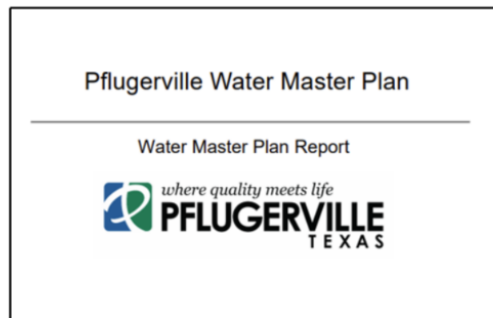 Pflugerville Water Master Plan
Water Master Plan Report
where quality meets life
PFLUGERVILLE
TEXAS